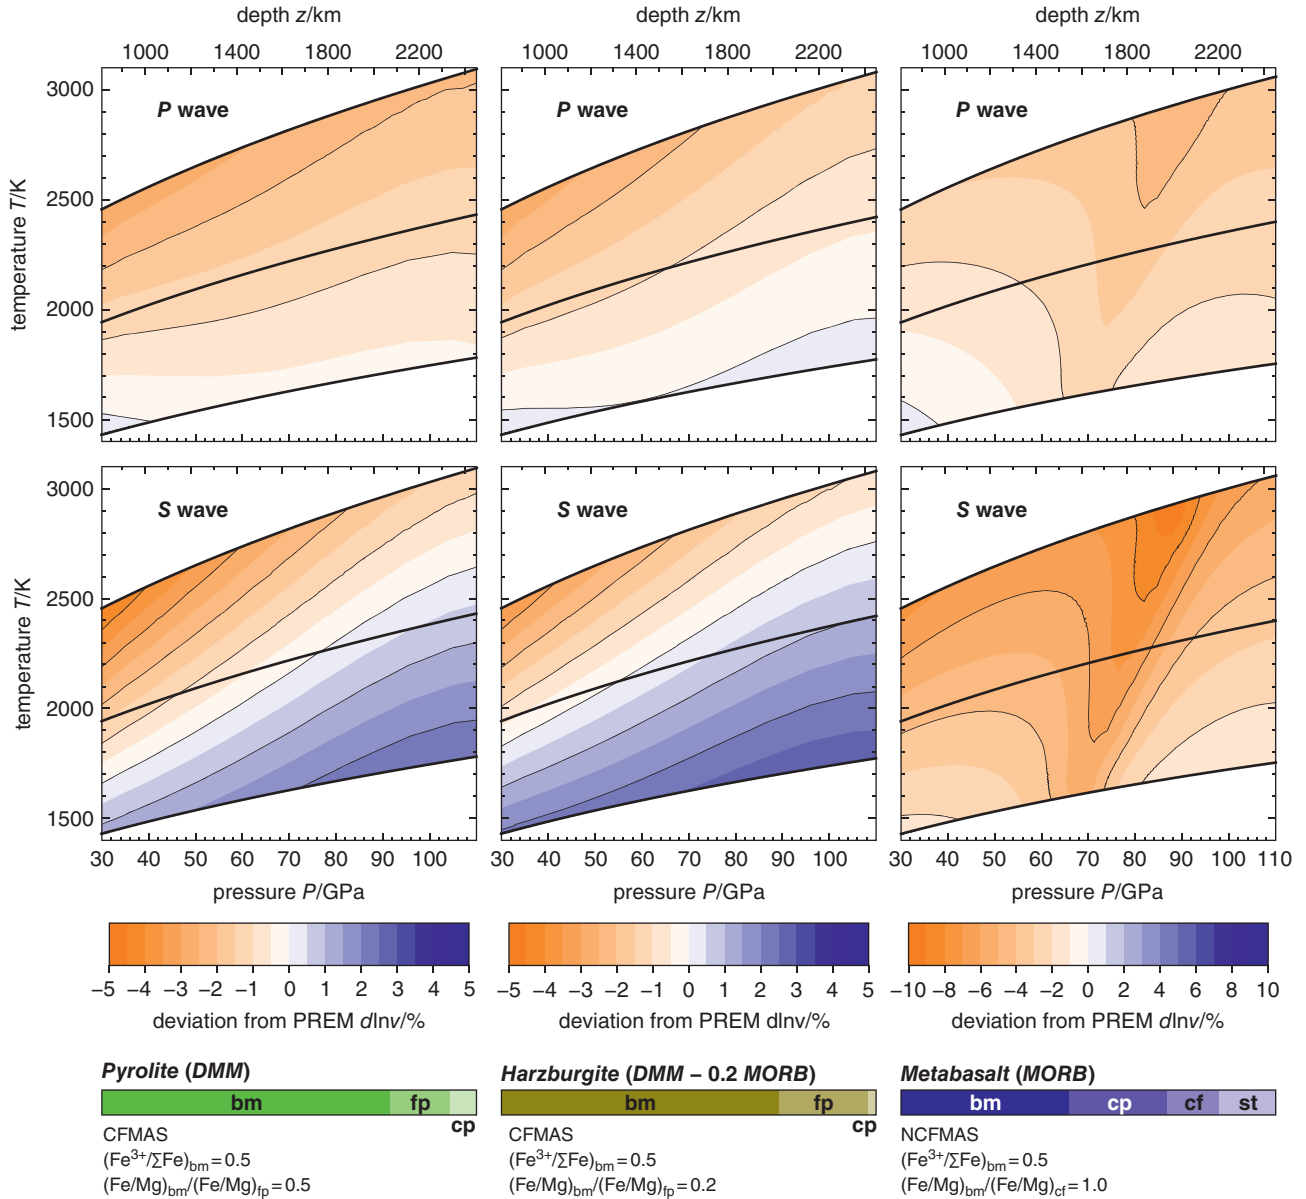 depth z/km depth z/km depth z/km
1000 1400 1800 2200 1000 1400 1800 2200 1000 1400 1800 2200
P wave P wave P wave
temperature T/K
3000
2500
2000
1500
S wave S wave S wave
temperature T/K
3000
2500
2000
1500
30 40 50 60 70 80 90 100 30 40 50 60 70 80 90 100 30 40 50 60 70 80 90 100 110
pressure P/GPa pressure P/GPa pressure P/GPa
−5 −4 −3 −2 −1 0 1 2 3 4 5 −5 −4 −3 −2 −1 0 1 2 3 4 5 −10 −8 −6 −4 −2 0 2 4 6 8 10
deviation from PREM dlnv/% deviation from PREM dlnv/% deviation from PREM dlnv/%
Pyrolite (DMM) Harzburgite (DMM − 0.2 MORB) Metabasalt (MORB)
bm fp bm fp bm cp cf st
cp cp
CFMAS CFMAS NCFMAS
(Fe³⁺/∑Fe)bm = 0.5 (Fe³⁺/∑Fe)bm = 0.5 (Fe³⁺/∑Fe)bm = 0.5
(Fe/Mg)bm/(Fe/Mg)fp = 0.5 (Fe/Mg)bm/(Fe/Mg)fp = 0.2 (Fe/Mg)bm/(Fe/Mg)cf = 1.0